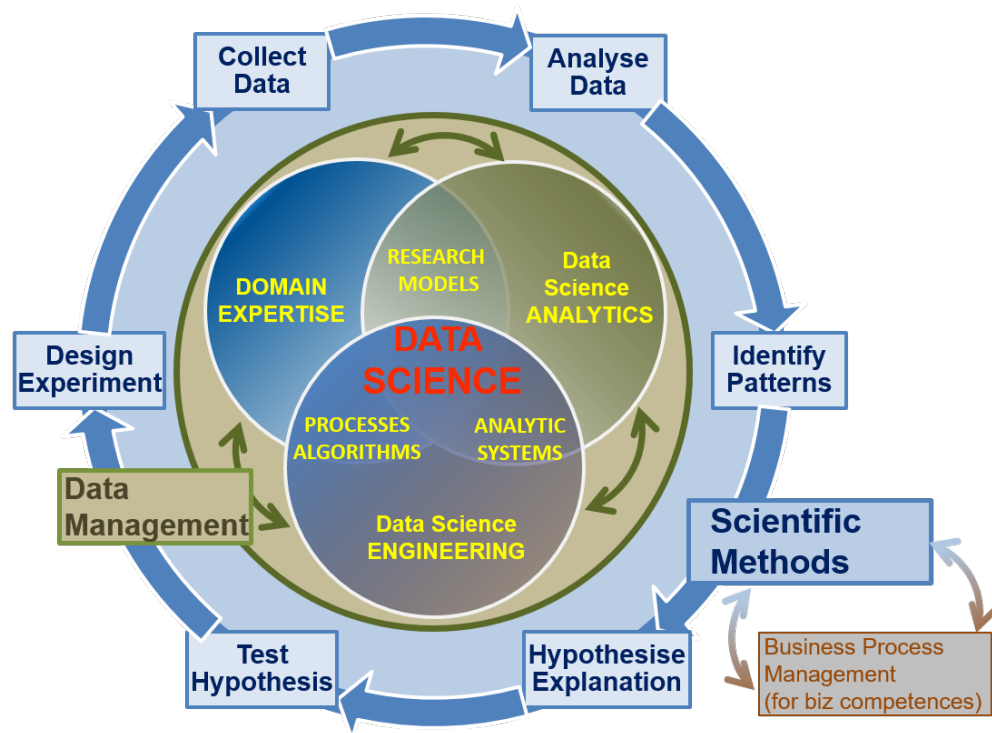 Collect
Data
Analyse
Data
RESEARCH
MODELS
Data
Science
ANALYTICS
DOMAIN
EXPERTISE
DATA
SCIENCE
Design
Experiment
Identify
Patterns
PROCESSES
ALGORITHMS
ANALYTIC
SYSTEMS
Data
Management
Data Science
ENGINEERING
Scientific
Methods
Test
Hypothesis
Hypothesise
Explanation
Business Process
Management
(for biz competences)